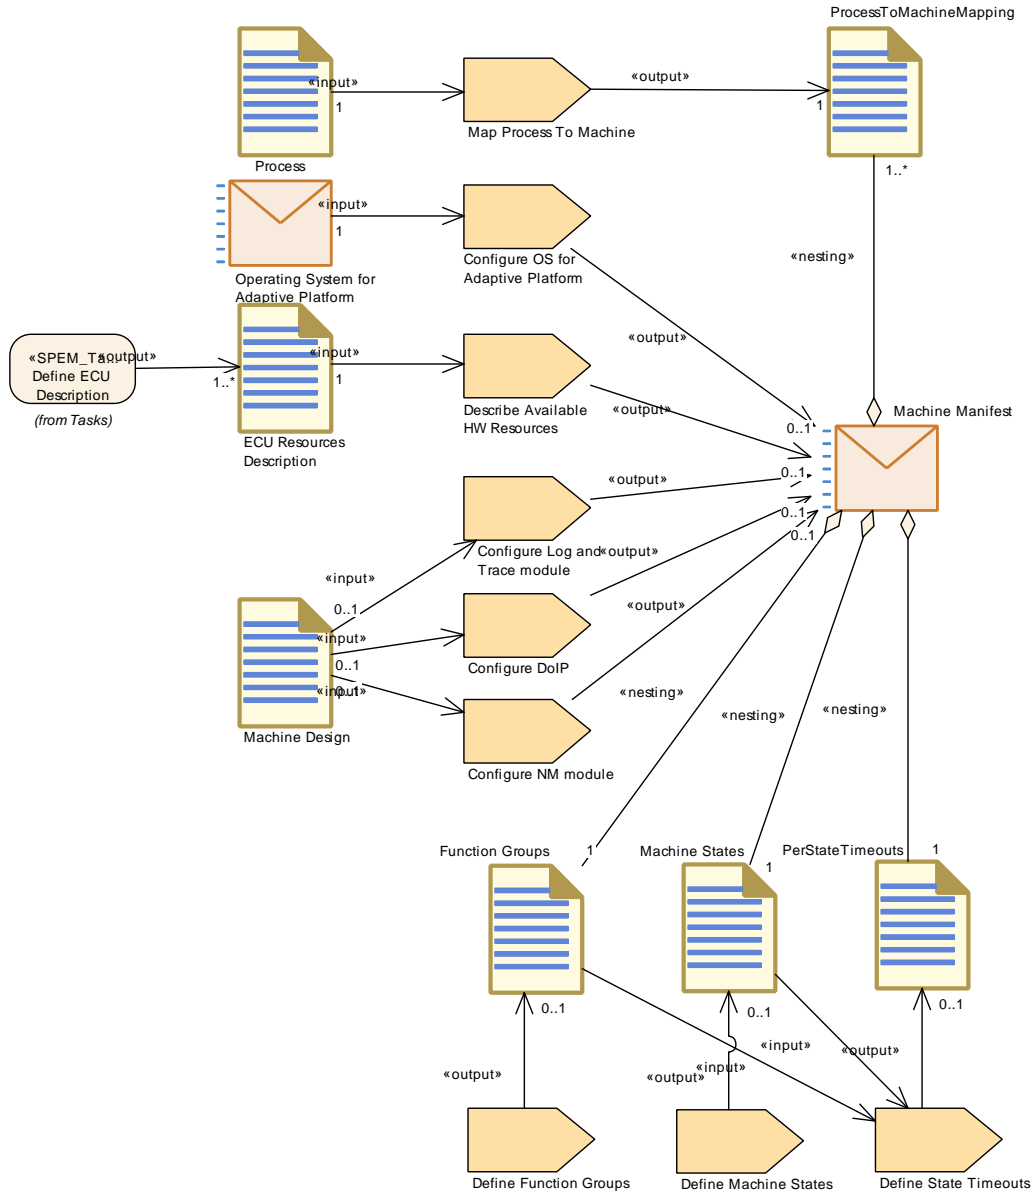 ProcessToMachineMapping
«input»
1
«output»
1
Map Process To Machine
Process
1..*
«input»
1
«nesting»
Operating System for
Adaptive Platform
Configure OS for
Adaptive Platform
«output»
«SPEM_Ta...
Define ECU
Description
(from Tasks)
«output»
1..*
«input»
1
ECU Resources
Description
Describe Available
HW Resources
«output»
0..1
Machine Manifest
«output»
0..1
0..1
0..1
Configure Log and
Trace module
«output»
«input»
0..1
«input»
0..1
«input»
0..1
Machine Design
Configure DoIP
«output»
Configure NM module
«nesting»
«nesting»
«nesting»
Function Groups
1
Machine States
1
PerStateTimeouts
1
0..1
0..1
0..1
«output»
«output»
«input»
«input»
«output»
Define Function Groups
Define Machine States
Define State Timeouts